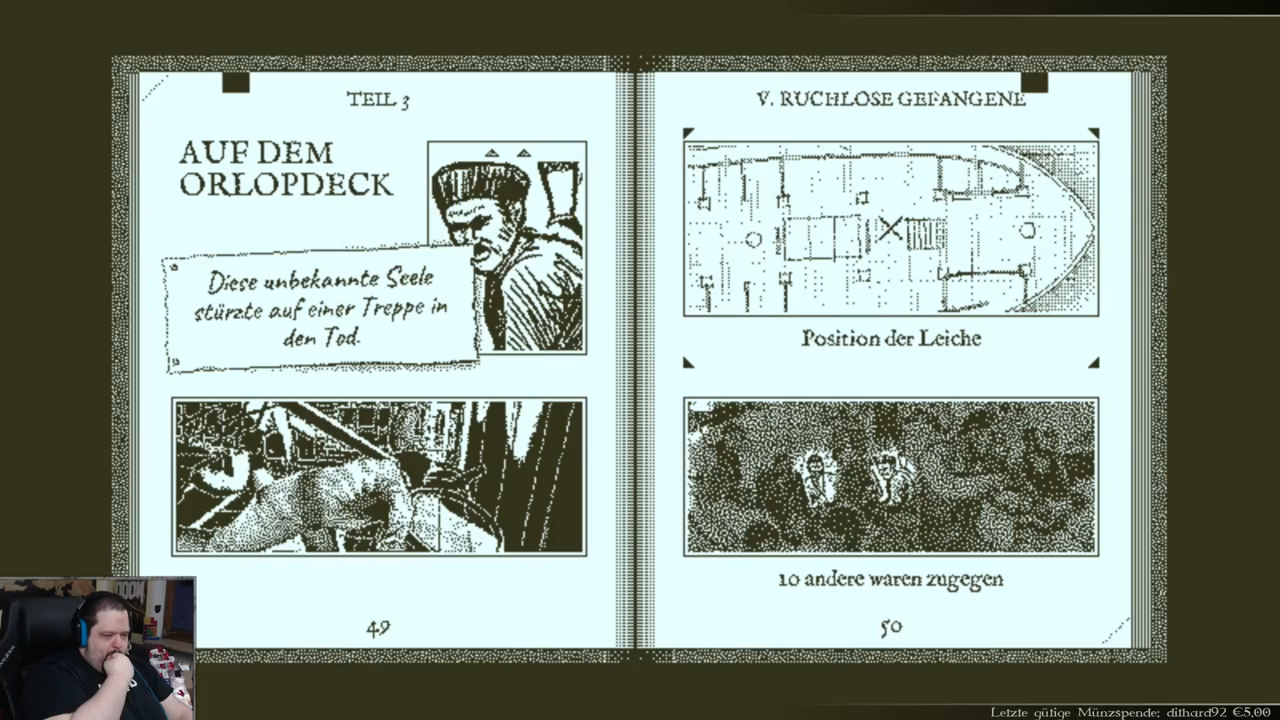 TEIL 3
AUF DEM
ORLOPDECK
Diese unbekannte Seele
stürzte auf einer Treppe in
den Tod.
49
V. RUCHLOSE GEFANGENE
Position der Leiche
10 andere waren zugegen
50
Letzte gütige Münzspende: dithard92 €5,00